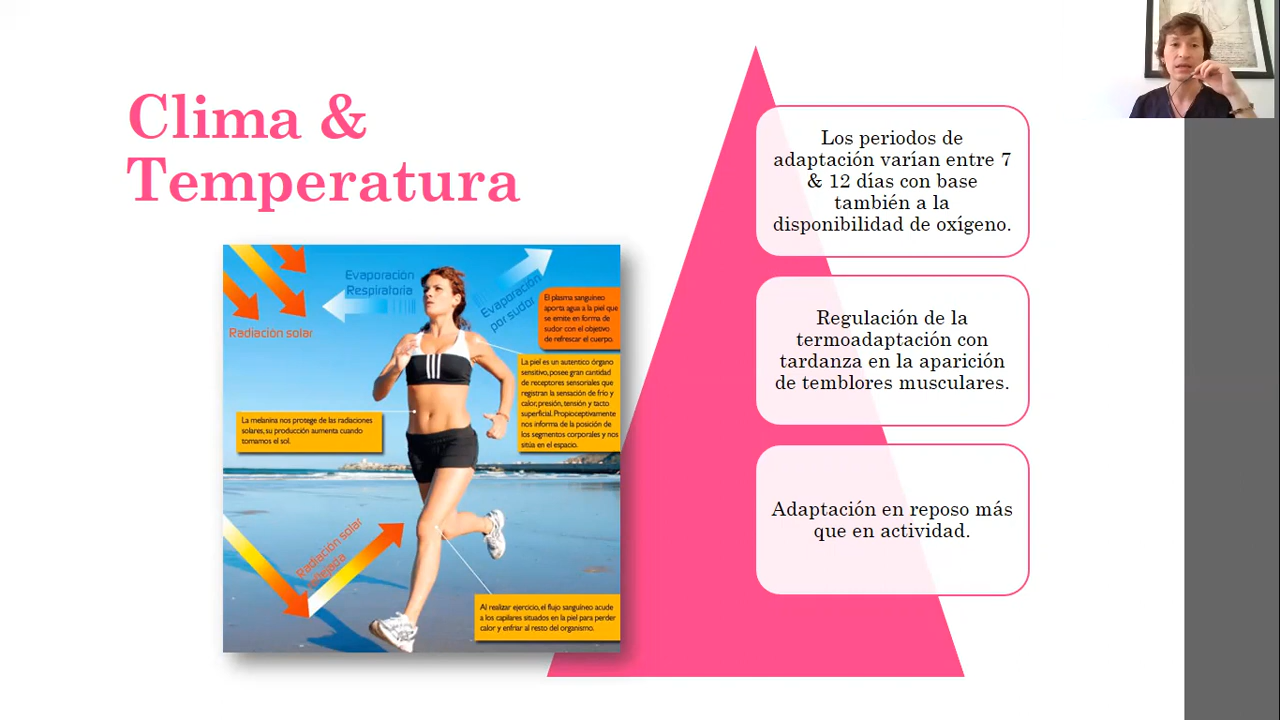 Clima &
Temperatura
Los periodos de
adaptación varían entre 7
& 12 días con base
también a la
disponibilidad de oxígeno.
Regulación de la
termoadaptación con
tardanza en la aparición
de temblores musculares.
Adaptación en reposo más
que en actividad.
Radiación solar
Evaporación
Respiratoria
Evaporación
por sudor
El plasma sanguíneo
aporta agua a la piel que
se emite en forma de
sudor con el objetivo
de refrescar el cuerpo.
La piel es un autentico órgano
sensitivo, posee gran cantidad
de receptores sensoriales que
registran la sensación de frío y
calor, presión, tensión y tacto
superficial. Propioceptivamente
nos informa de la posición de
los segmentos corporales y nos
sitúa en el espacio.
La melanina nos protege de las radiaciones
solares, su producción aumenta cuando
tomamos el sol.
Radiación solar
reflejada
Al realizar ejercicio, el flujo sanguíneo acude
a los capilares situados en la piel para perder
calor y enfriar al resto del organismo.